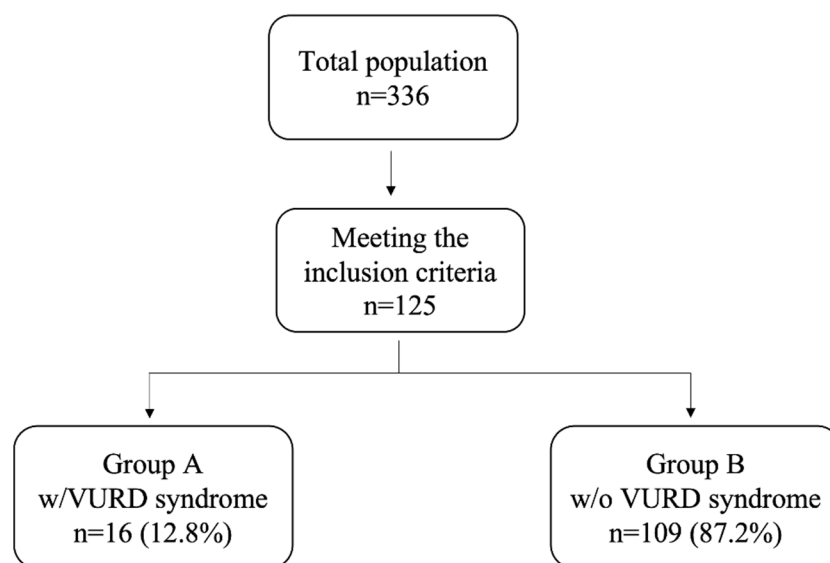 Total population
n=336
Meeting the
inclusion criteria
n=125
Group A
w/VURD syndrome
n=16 (12.8%)
Group B
w/o VURD syndrome
n=109 (87.2%)